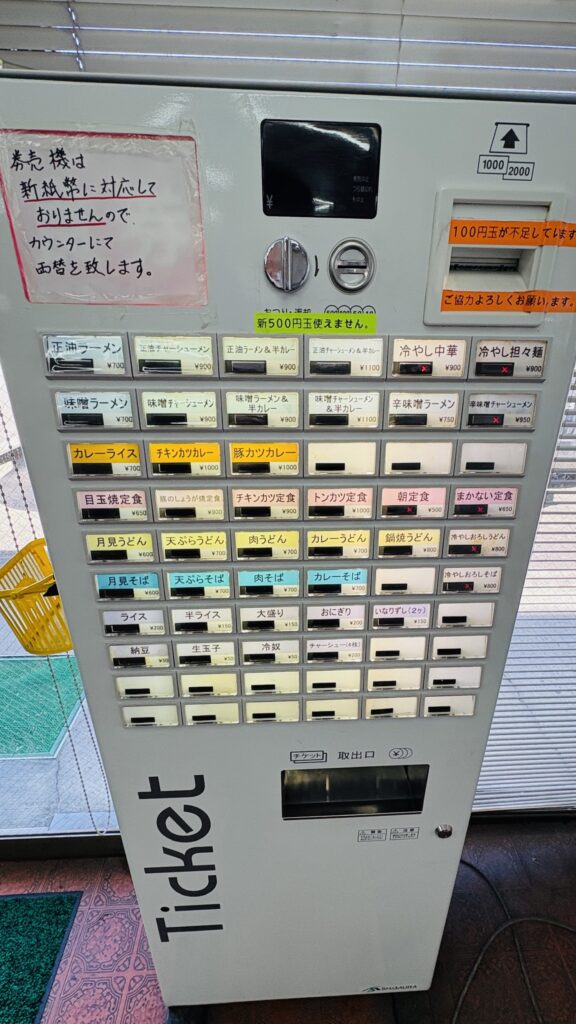 券売機は
新紙幣に対応して
おりませんので、
カウンターにて
両替を致します。
¥
1000 2000
100円玉が不足しています
ご協力よろしくお願いします。
新500円玉使えません。
正油ラーメン ¥700 正油チャーシューメン ¥900 正油ラーメン＆半カレー ¥900 正油チャーシューメン＆半カレー ¥1100 冷やし中華 ¥900 冷やし担々麺 ¥900
味噌ラーメン ¥700 味噌チャーシューメン ¥900 味噌ラーメン＆半カレー ¥900 味噌チャーシューメン＆半カレー ¥1100 辛味噌ラーメン ¥750 辛味噌チャーシューメン ¥950
カレーライス ¥700 チキンカツカレー ¥1000 豚カツカレー ¥1000
目玉焼定食 ¥650 豚のしょうが焼定食 ¥900 チキンカツ定食 ¥900 トンカツ定食 ¥1000 朝定食 ¥500 まかない定食 ¥650
月見うどん ¥600 天ぷらうどん ¥700 肉うどん ¥700 カレーうどん ¥700 鍋焼うどん ¥800 冷やしおろしうどん ¥800
月見そば ¥600 天ぷらそば ¥700 肉そば ¥700 カレーそば ¥700 冷やしおろしそば ¥800
ライス ¥200 半ライス ¥150 大盛り ¥150 おにぎり ¥200 いなりずし(2ケ) ¥150
納豆 ¥50 生玉子 ¥50 冷奴 ¥50 チャーシュー(4枚) ¥200
チケット 取出口 ¥
Ticket